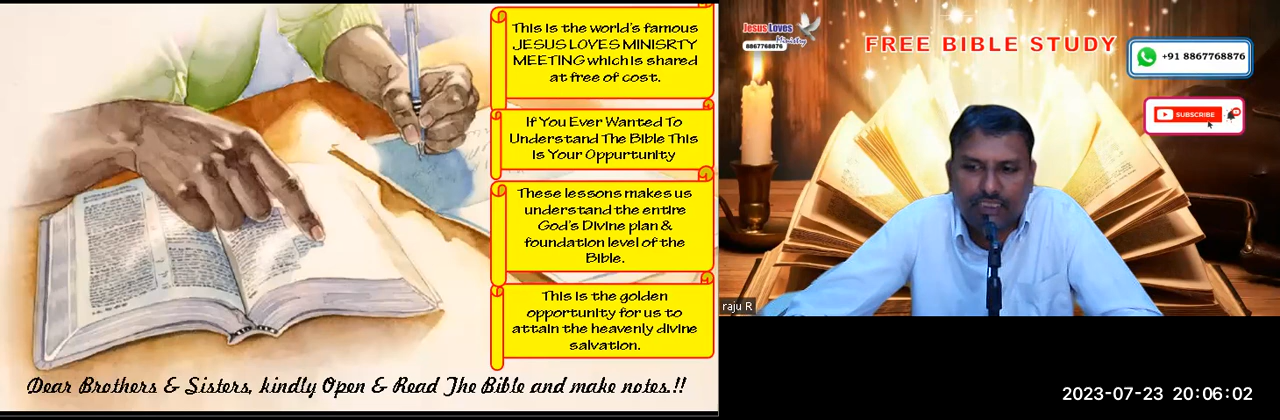 This is the world's famous
JESUS LOVES MINISRTY
MEETING which is shared
at free of cost.
If You Ever Wanted To
Understand The Bible This
Is Your Oppurtunity
These lessons makes us
understand the entire
God's Divine plan &
foundation level of the
Bible.
This is the golden
opportunity for us to
attain the heavenly divine
salvation.
Dear Brothers & Sisters, kindly Open & Read The Bible and make notes.!!
Jesus Loves
Ministry
8867768876
FREE BIBLE STUDY
+91 8867768876
SUBSCRIBE
raju R
2023-07-23 20:06:02